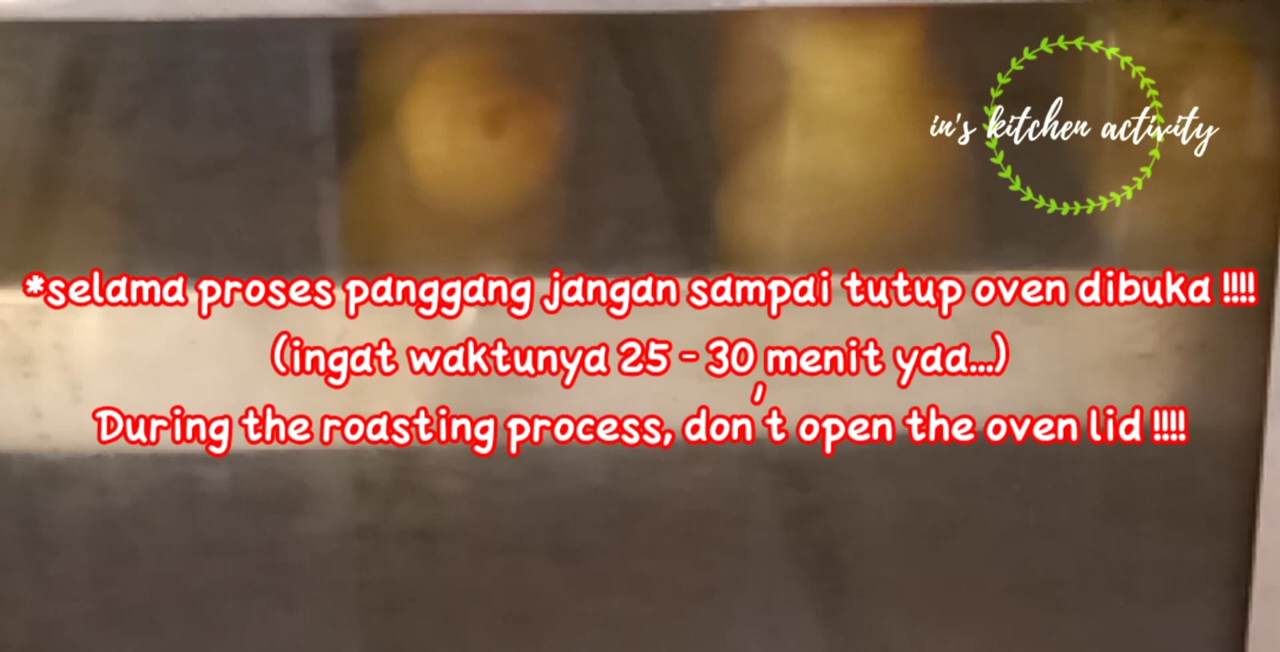 in's kitchen activity
*selama proses panggang jangan sampai tutup oven dibuka !!!!
(ingat waktunya 25 - 30 menit yaa...)
During the roasting process, don't open the oven lid !!!!